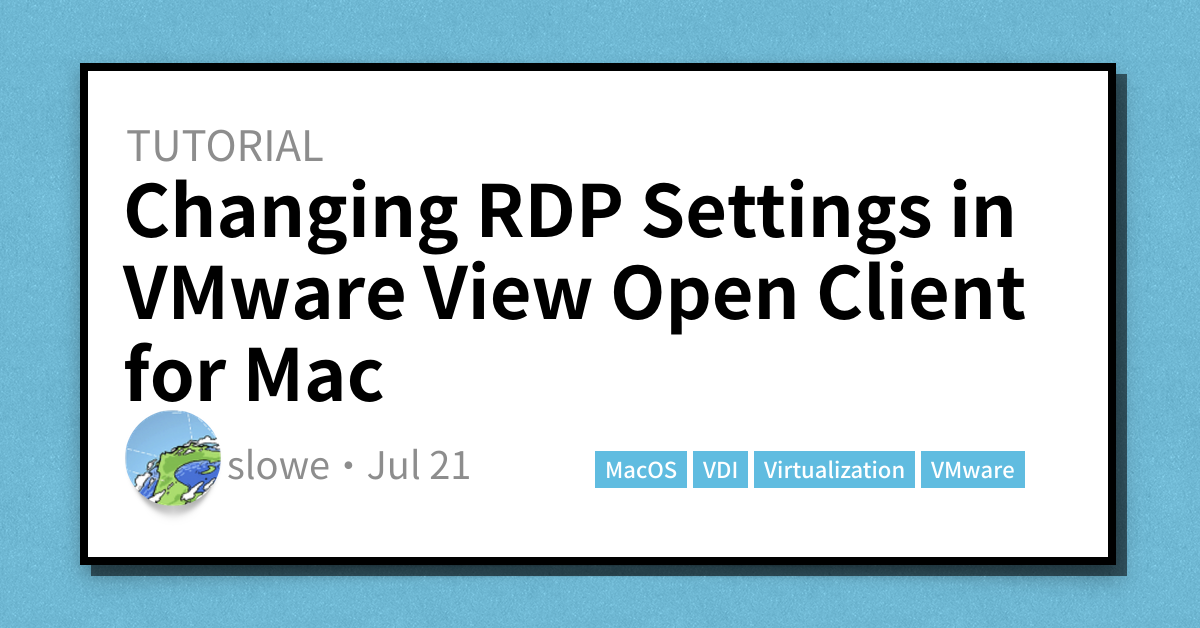 TUTORIAL
Changing RDP Settings in
VMware View Open Client
for Mac
slowe • Jul 21
MacOS VDI Virtualization VMware